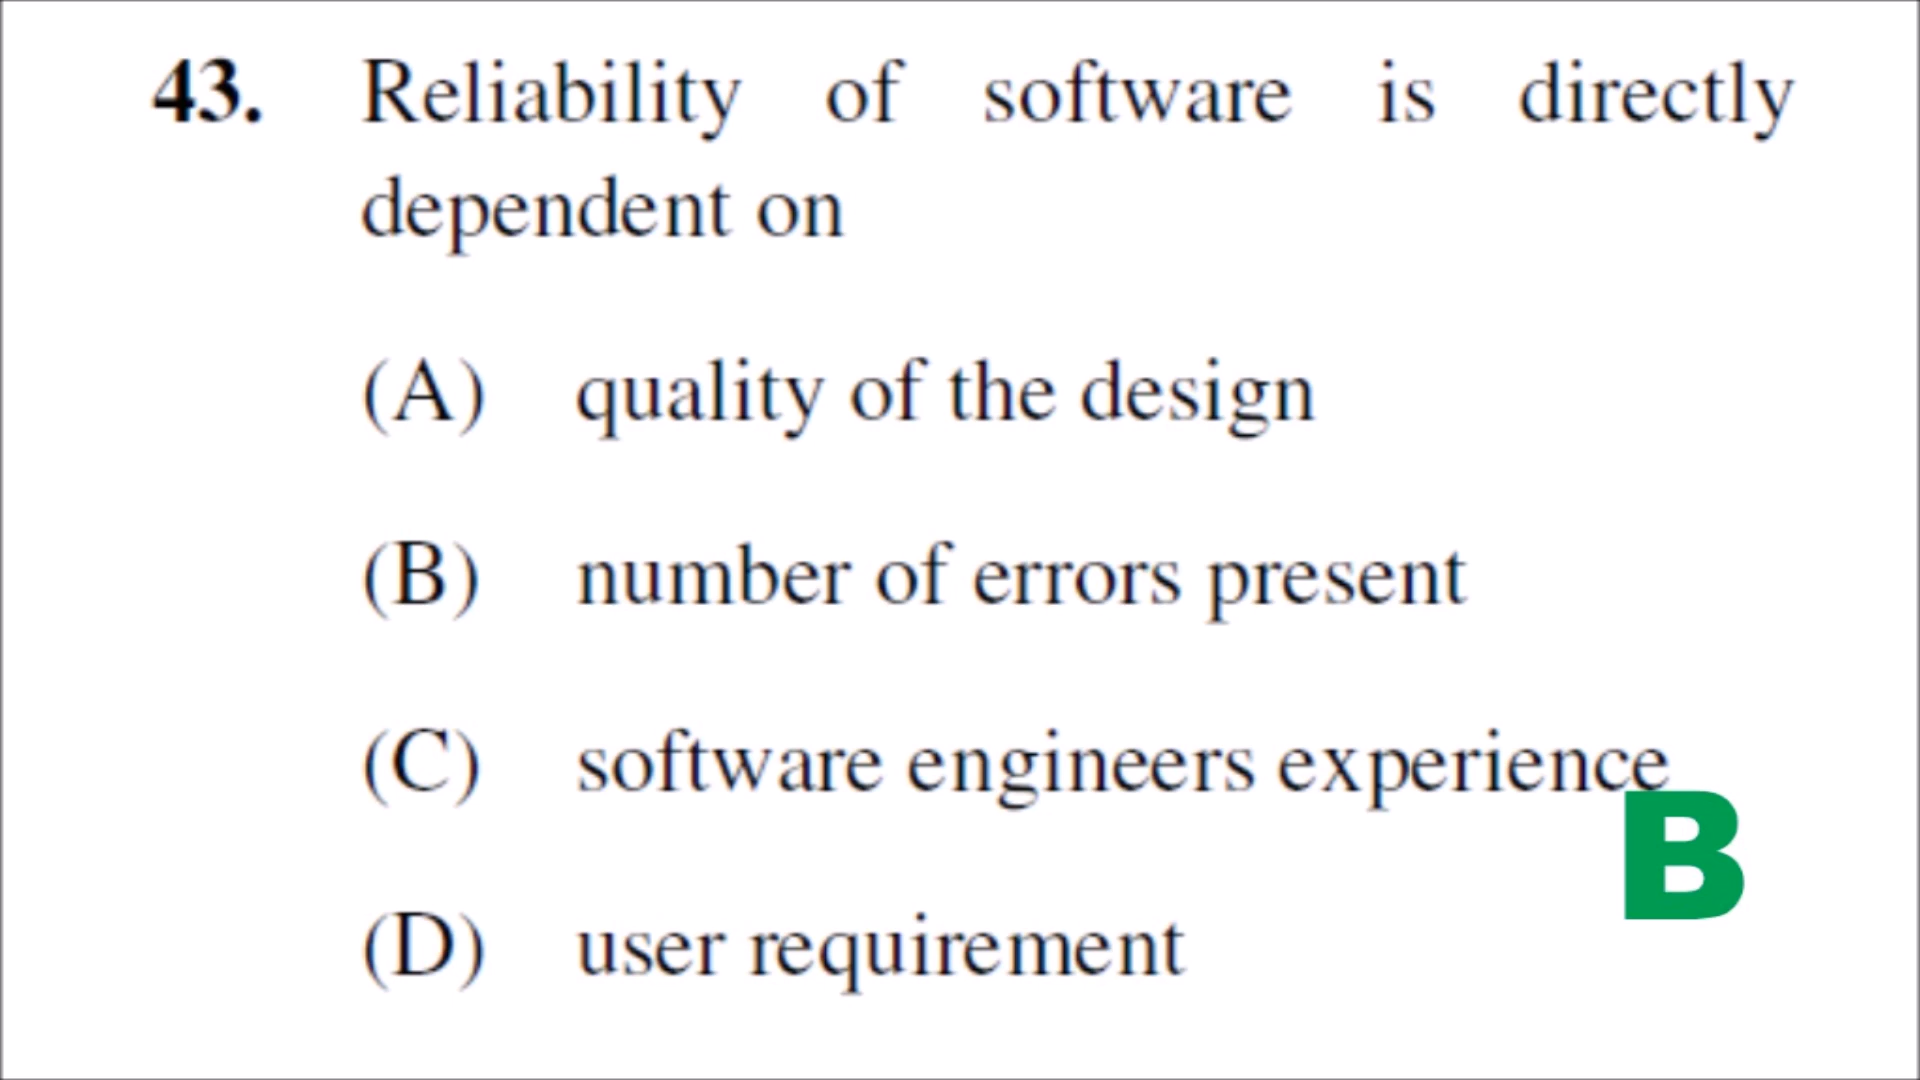 43. Reliability of software is directly
dependent on
(A) quality of the design
(B) number of errors present
(C) software engineers experience
B
(D) user requirement